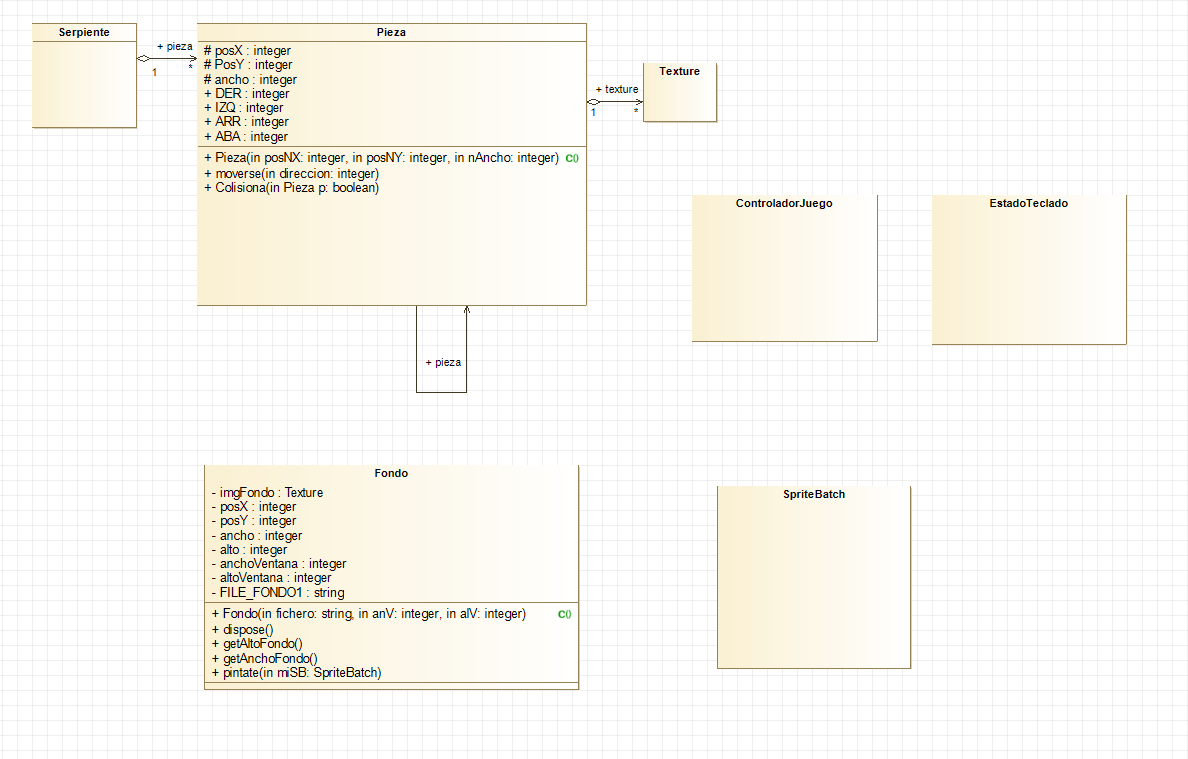 Serpiente
+ pieza
1
*
Pieza
# posX : integer
# PosY : integer
# ancho : integer
+ DER : integer
+ IZQ : integer
+ ARR : integer
+ ABA : integer
+ Pieza(in posNX: integer, in posNY: integer, in nAncho: integer) C()
+ moverse(in direccion: integer)
+ Colisiona(in Pieza p: boolean)
+ texture
1
*
Texture
ControladorJuego
EstadoTeclado
+ pieza
Fondo
- imgFondo : Texture
- posX : integer
- posY : integer
- ancho : integer
- alto : integer
- anchoVentana : integer
- altoVentana : integer
- FILE_FONDO1 : string
+ Fondo(in fichero: string, in anV: integer, in alV: integer) C()
+ dispose()
+ getAltoFondo()
+ getAnchoFondo()
+ pintate(in miSB: SpriteBatch)
SpriteBatch